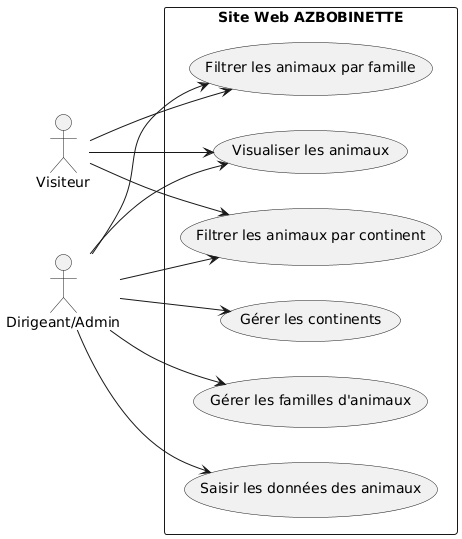 Site Web AZBOBINETTE
Filtrer les animaux par famille
Visualiser les animaux
Visiteur
Filtrer les animaux par continent
Dirigeant/Admin
Gérer les continents
Gérer les familles d'animaux
Saisir les données des animaux